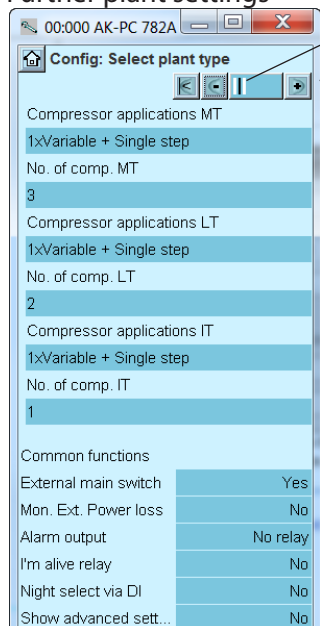 Further plant settings
00:000 AK-PC 782A
Config: Select plant type
Compressor applications MT
1xVariable + Single step
No. of comp. MT
3
Compressor applications LT
1xVariable + Single step
No. of comp. LT
2
Compressor applications IT
1xVariable + Single step
No. of comp. IT
1
Common functions
External main switch Yes
Mon. Ext. Power loss No
Alarm output No relay
I'm alive relay No
Night select via DI No
Show advanced sett... No